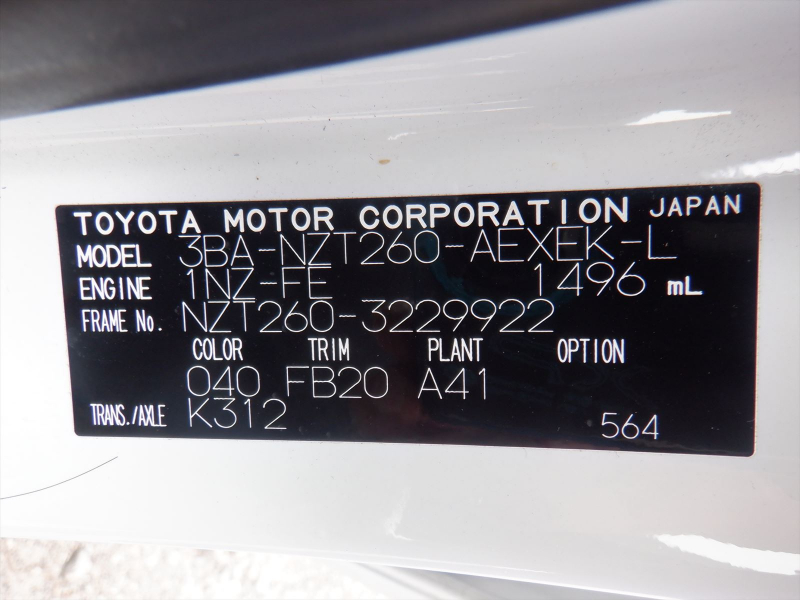 TOYOTA MOTOR CORPORATION JAPAN
MODEL 3BA-NZT260-AEXEK-L
ENGINE 1NZ-FE 1496 mL
FRAME No. NZT260-3229922
COLOR TRIM PLANT OPTION
040 FB20 A41
TRANS./AXLE K312 564